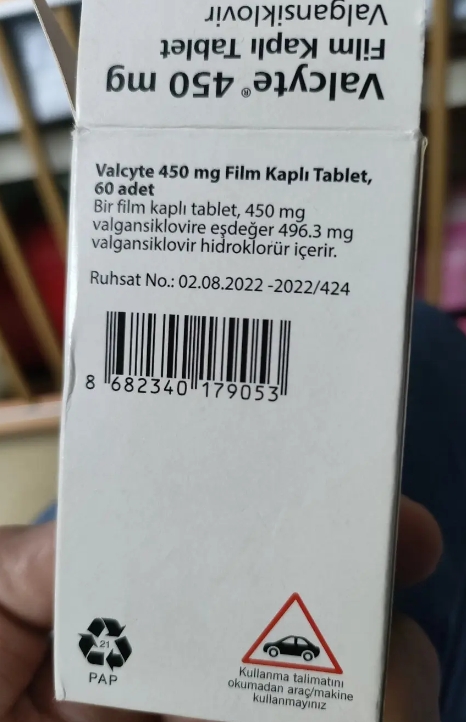 Valgansiklovir
Film Kaplı Tablet
Valcyte® 450 mg
Valcyte 450 mg Film Kaplı Tablet,
60 adet
Bir film kaplı tablet, 450 mg
valgansiklovire eşdeğer 496.3 mg
valgansiklovir hidroklorür içerir.
Ruhsat No.: 02.08.2022 -2022/424
8 682340 179053
21
PAP
Kullanma talimatını
okumadan araç/makine
kullanmayınız